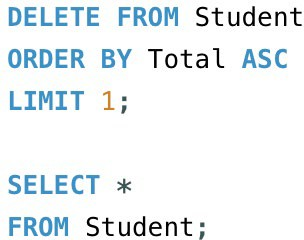 DELETE FROM Student
ORDER BY Total ASC
LIMIT 1;
SELECT *
FROM Student;